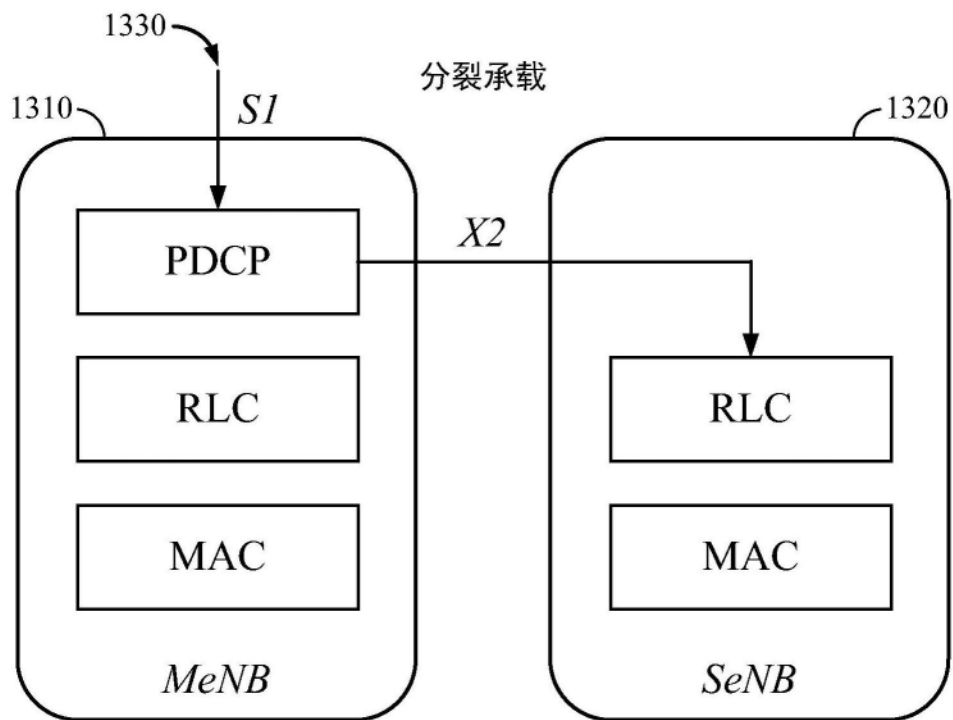 1330
分裂承载
1310
S1
1320
PDCP
X2
RLC
RLC
MAC
MAC
MeNB
SeNB